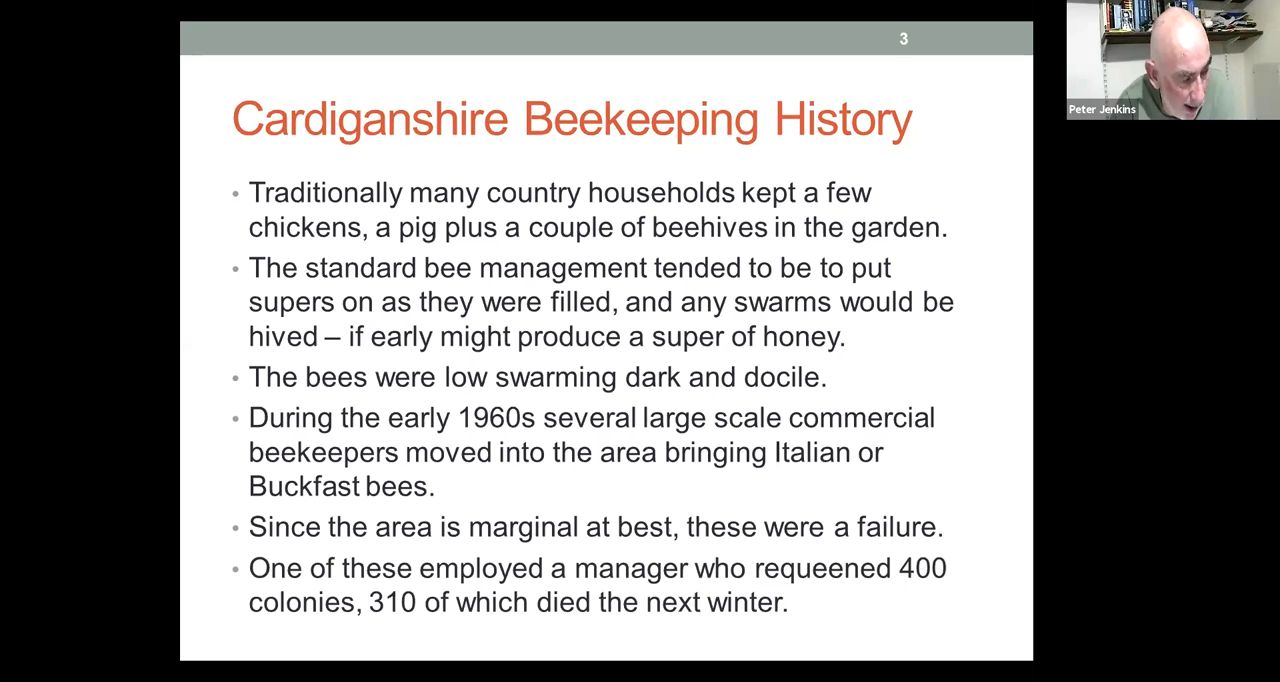 3
Cardiganshire Beekeeping History
• Traditionally many country households kept a few
chickens, a pig plus a couple of beehives in the garden.
• The standard bee management tended to be to put
supers on as they were filled, and any swarms would be
hived – if early might produce a super of honey.
• The bees were low swarming dark and docile.
• During the early 1960s several large scale commercial
beekeepers moved into the area bringing Italian or
Buckfast bees.
• Since the area is marginal at best, these were a failure.
• One of these employed a manager who requeened 400
colonies, 310 of which died the next winter.
Peter Jenkins